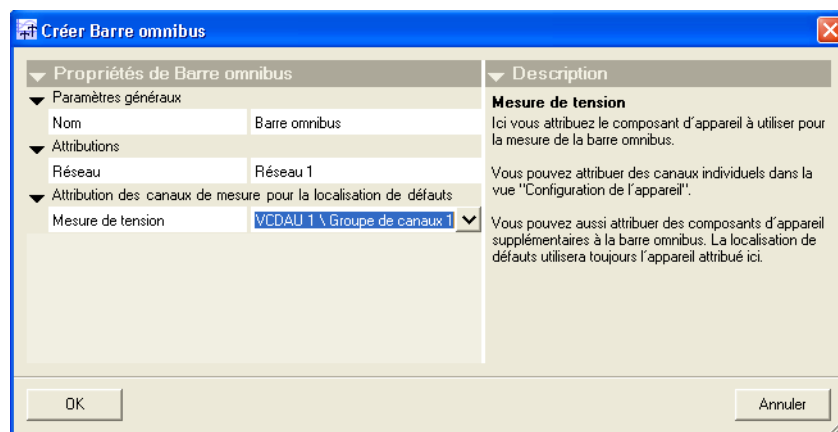 Créer Barre omnibus
Propriétés de Barre omnibus
Paramètres généraux
Nom Barre omnibus
Attributions
Réseau Réseau 1
Attribution des canaux de mesure pour la localisation de défauts
Mesure de tension VCDAU 1 \ Groupe de canaux 1
Description
Mesure de tension
Ici vous attribuez le composant d´appareil à utiliser pour
la mesure de la barre omnibus.
Vous pouvez attribuer des canaux individuels dans la
vue "Configuration de l´appareil".
Vous pouvez aussi attribuer des composants d´appareil
supplémentaires à la barre omnibus. La localisation de
défauts utilisera toujours l´appareil attribué ici.
OK
Annuler